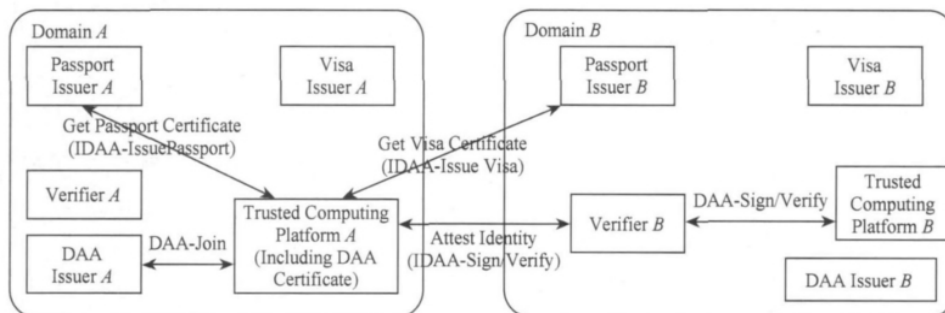 Domain A
Passport
Issuer A
Visa
Issuer A
Get Passport Certificate
(IDAA-IssuePassport)
Verifier A
DAA
Issuer A
DAA-Join
Trusted Computing
Platform A
(Including DAA
Certificate)
Get Visa Certificate
(IDAA-Issue Visa)
Attest Identity
(IDAA-Sign/Verify)
Domain B
Passport
Issuer B
Visa
Issuer B
Verifier B
DAA-Sign/Verify
Trusted
Computing
Platform B
DAA Issuer B